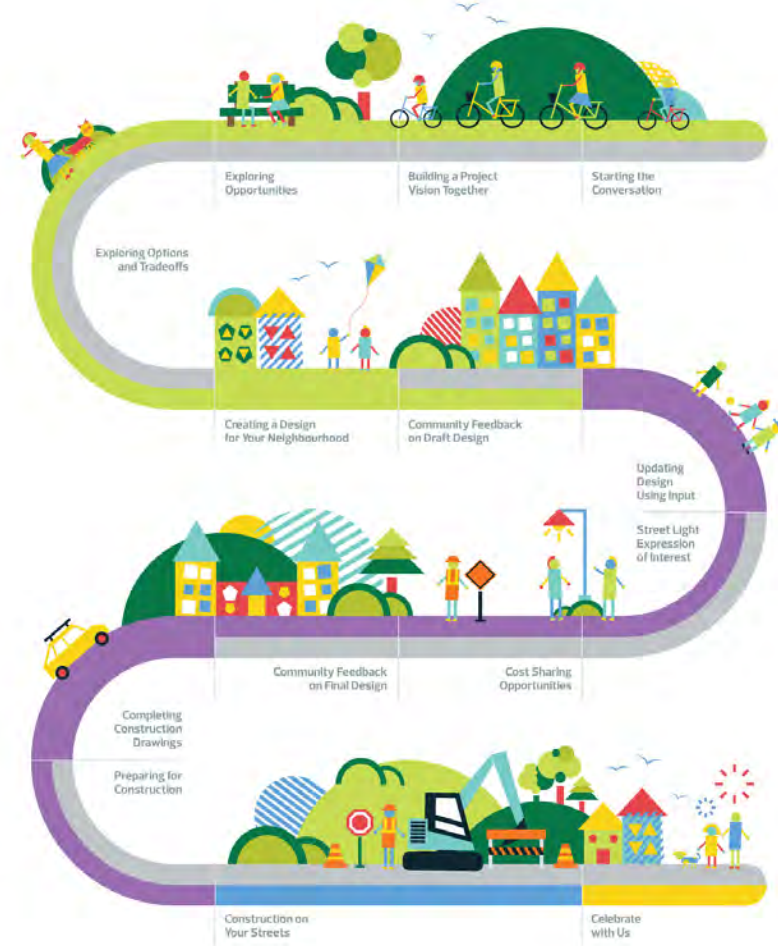 Exploring
Opportunities
Building a Project
Vision Together
Starting the
Conversation
Exploring Options
and Tradeoffs
Creating a Design
for Your Neighbourhood
Community Feedback
on Draft Design
Updating
Design
Using Input
Street Light
Expression
of Interest
Community Feedback
on Final Design
Cost Sharing
Opportunities
Completing
Construction
Drawings
Preparing for
Construction
Construction on
Your Streets
Celebrate
with Us